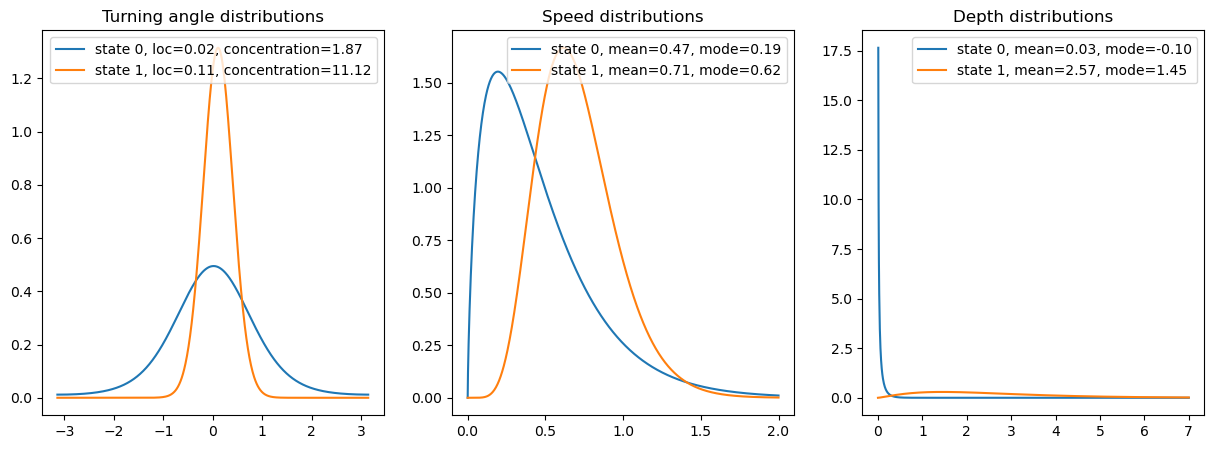 Turning angle distributions
state 0, loc=0.02, concentration=1.87
state 1, loc=0.11, concentration=11.12
1.2
1.0
0.8
0.6
0.4
0.2
0.0
−3 −2 −1 0 1 2 3
Speed distributions
state 0, mean=0.47, mode=0.19
state 1, mean=0.71, mode=0.62
1.50
1.25
1.00
0.75
0.50
0.25
0.00
0.0 0.5 1.0 1.5 2.0
Depth distributions
state 0, mean=0.03, mode=-0.10
state 1, mean=2.57, mode=1.45
17.5
15.0
12.5
10.0
7.5
5.0
2.5
0.0
0 1 2 3 4 5 6 7